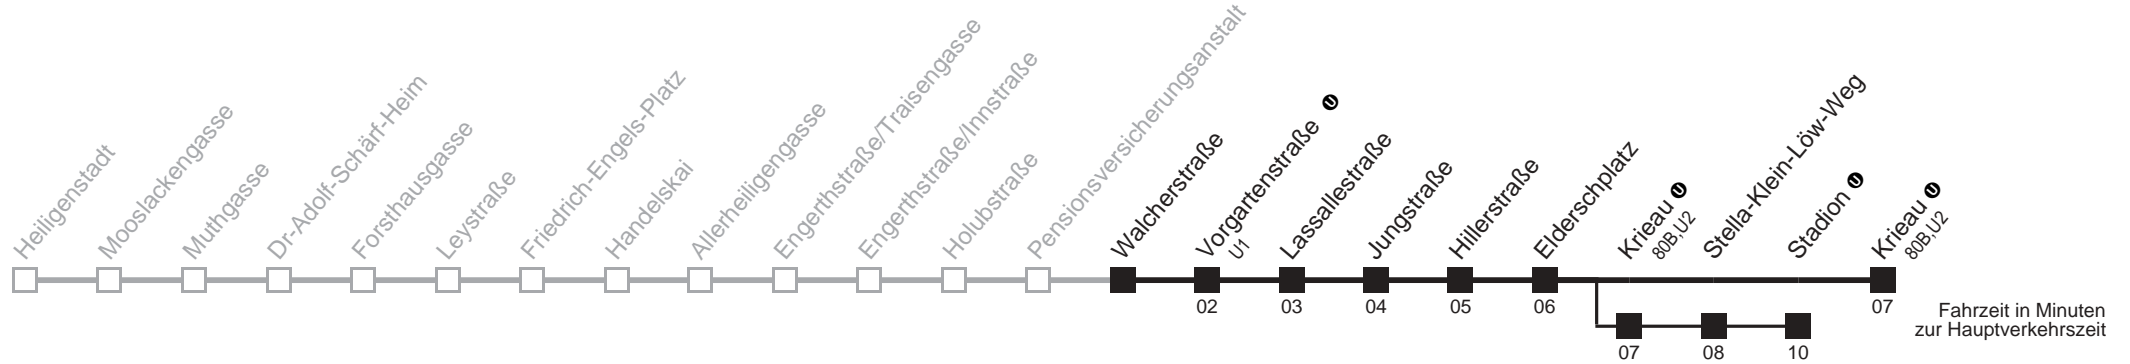 Heiligenstadt
Mooslackengasse
Muthgasse
Dr-Adolf-Schärf-Heim
Forsthausgasse
Leystraße
Friedrich-Engels-Platz
Handelskai
Allerheiligengasse
Engerthstraße/Traisengasse
Engerthstraße/Innstraße
Holubstraße
Pensionsversicherungsanstalt
Walcherstraße
Vorgartenstraße U
U1
Lassallestraße
Jungstraße
Hillerstraße
Elderschplatz
Krieau U
80B,U2
Stella-Klein-Löw-Weg
Stadion U
Krieau U
80B,U2
02
03
04
05
06
07
07
08
10
Fahrzeit in Minuten
zur Hauptverkehrszeit